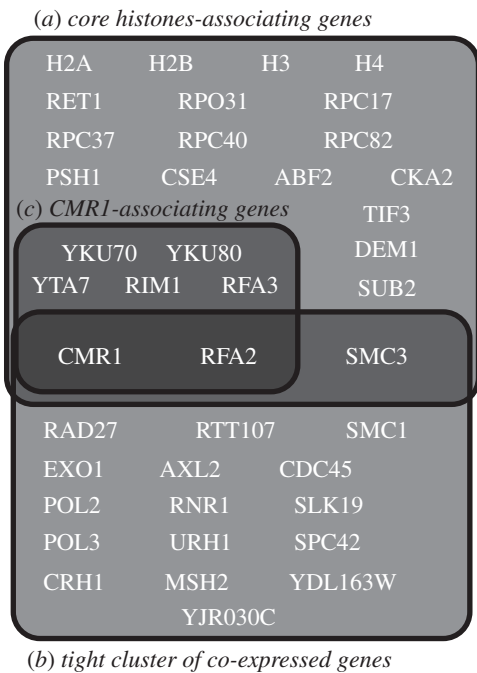 (a) core histones-associating genes
H2A H2B H3 H4
RET1 RPO31 RPC17
RPC37 RPC40 RPC82
PSH1 CSE4 ABF2 CKA2
(c) CMR1-associating genes TIF3
YKU70 YKU80 DEM1
YTA7 RIM1 RFA3 SUB2
CMR1 RFA2 SMC3
RAD27 RTT107 SMC1
EXO1 AXL2 CDC45
POL2 RNR1 SLK19
POL3 URH1 SPC42
CRH1 MSH2 YDL163W
YJR030C
(b) tight cluster of co-expressed genes